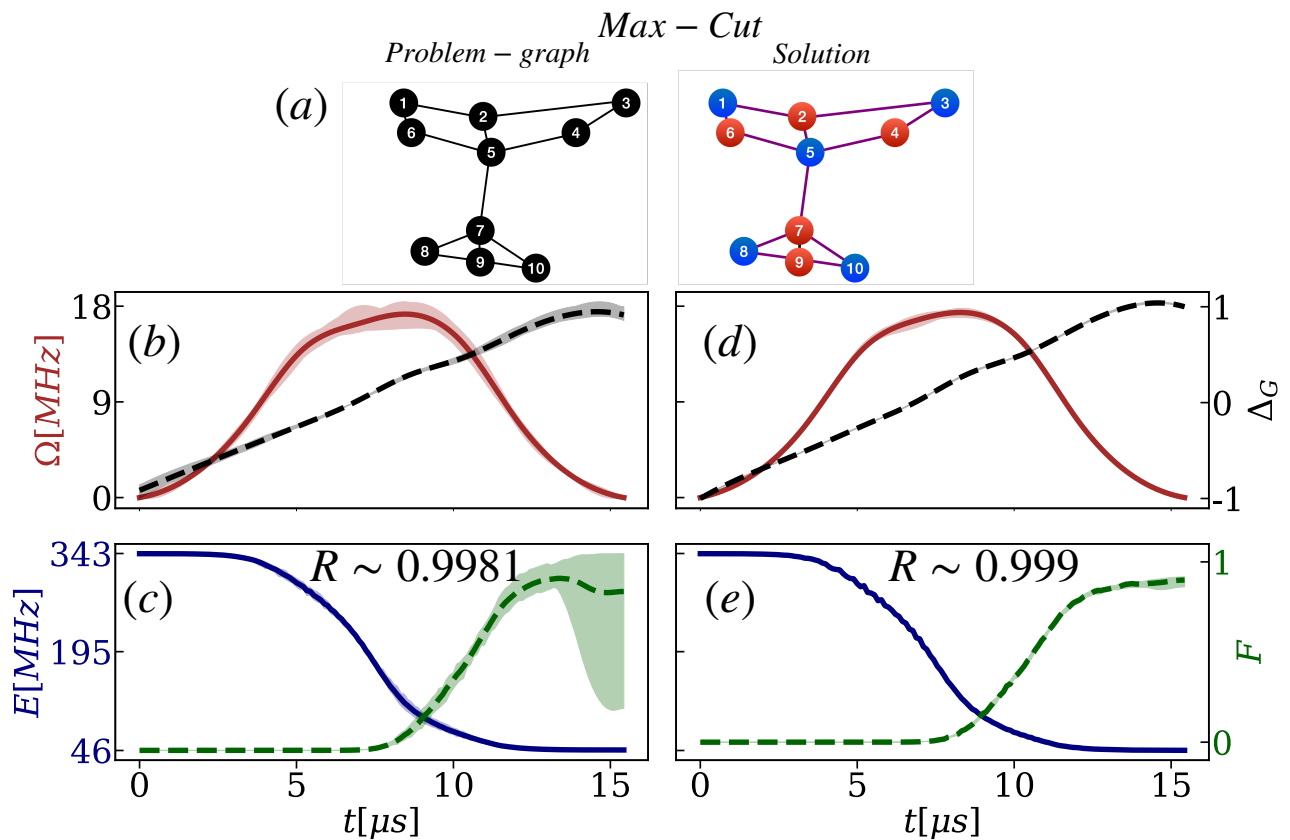 Max − Cut
Problem − graph
Solution
(a)
1
2
3
6
4
5
7
8
9
10
1
2
3
6
4
5
7
8
9
10
18
9
0
Ω[MHz]
(b)
(d)
1
0
-1
Δ_G
343
195
46
E[MHz]
R ∼ 0.9981
(c)
R ∼ 0.999
(e)
1
0
F
0 5 10 15
t[μs]
0 5 10 15
t[μs]